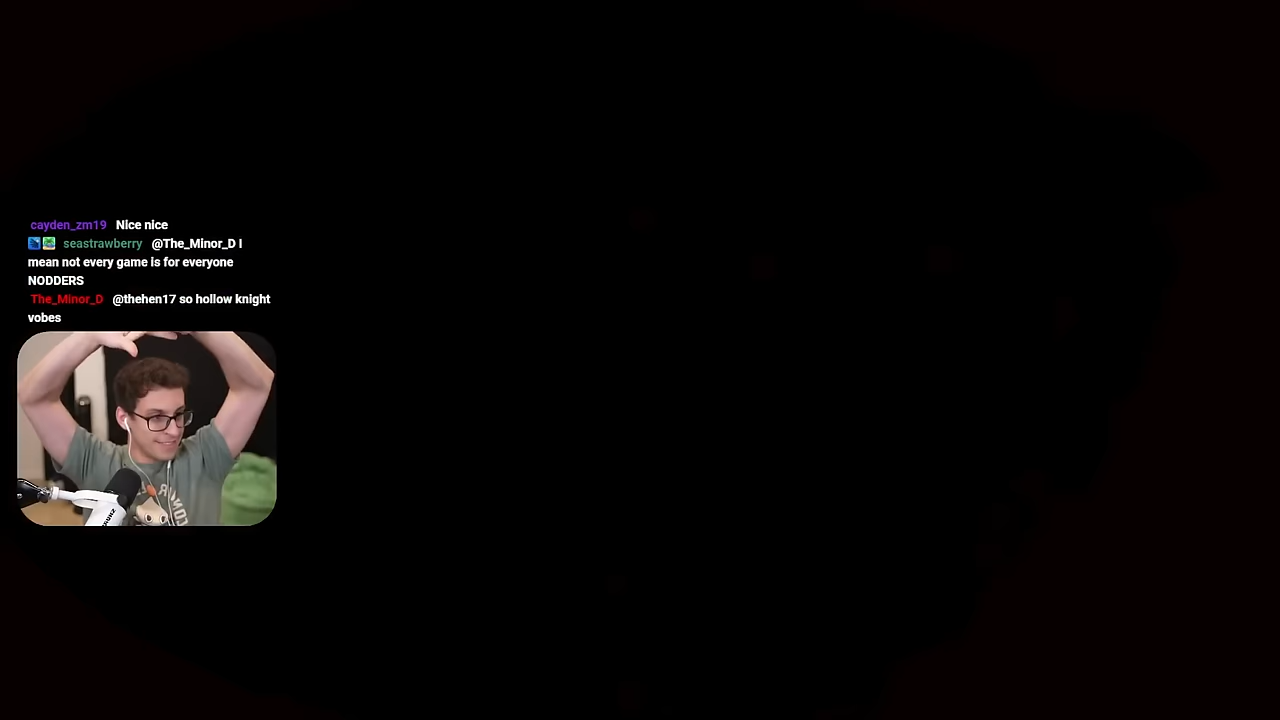 cayden_zm19 Nice nice
seastrawberry @The_Minor_D I
mean not every game is for everyone
NODDERS
The_Minor_D @thehen17 so hollow knight
vobes